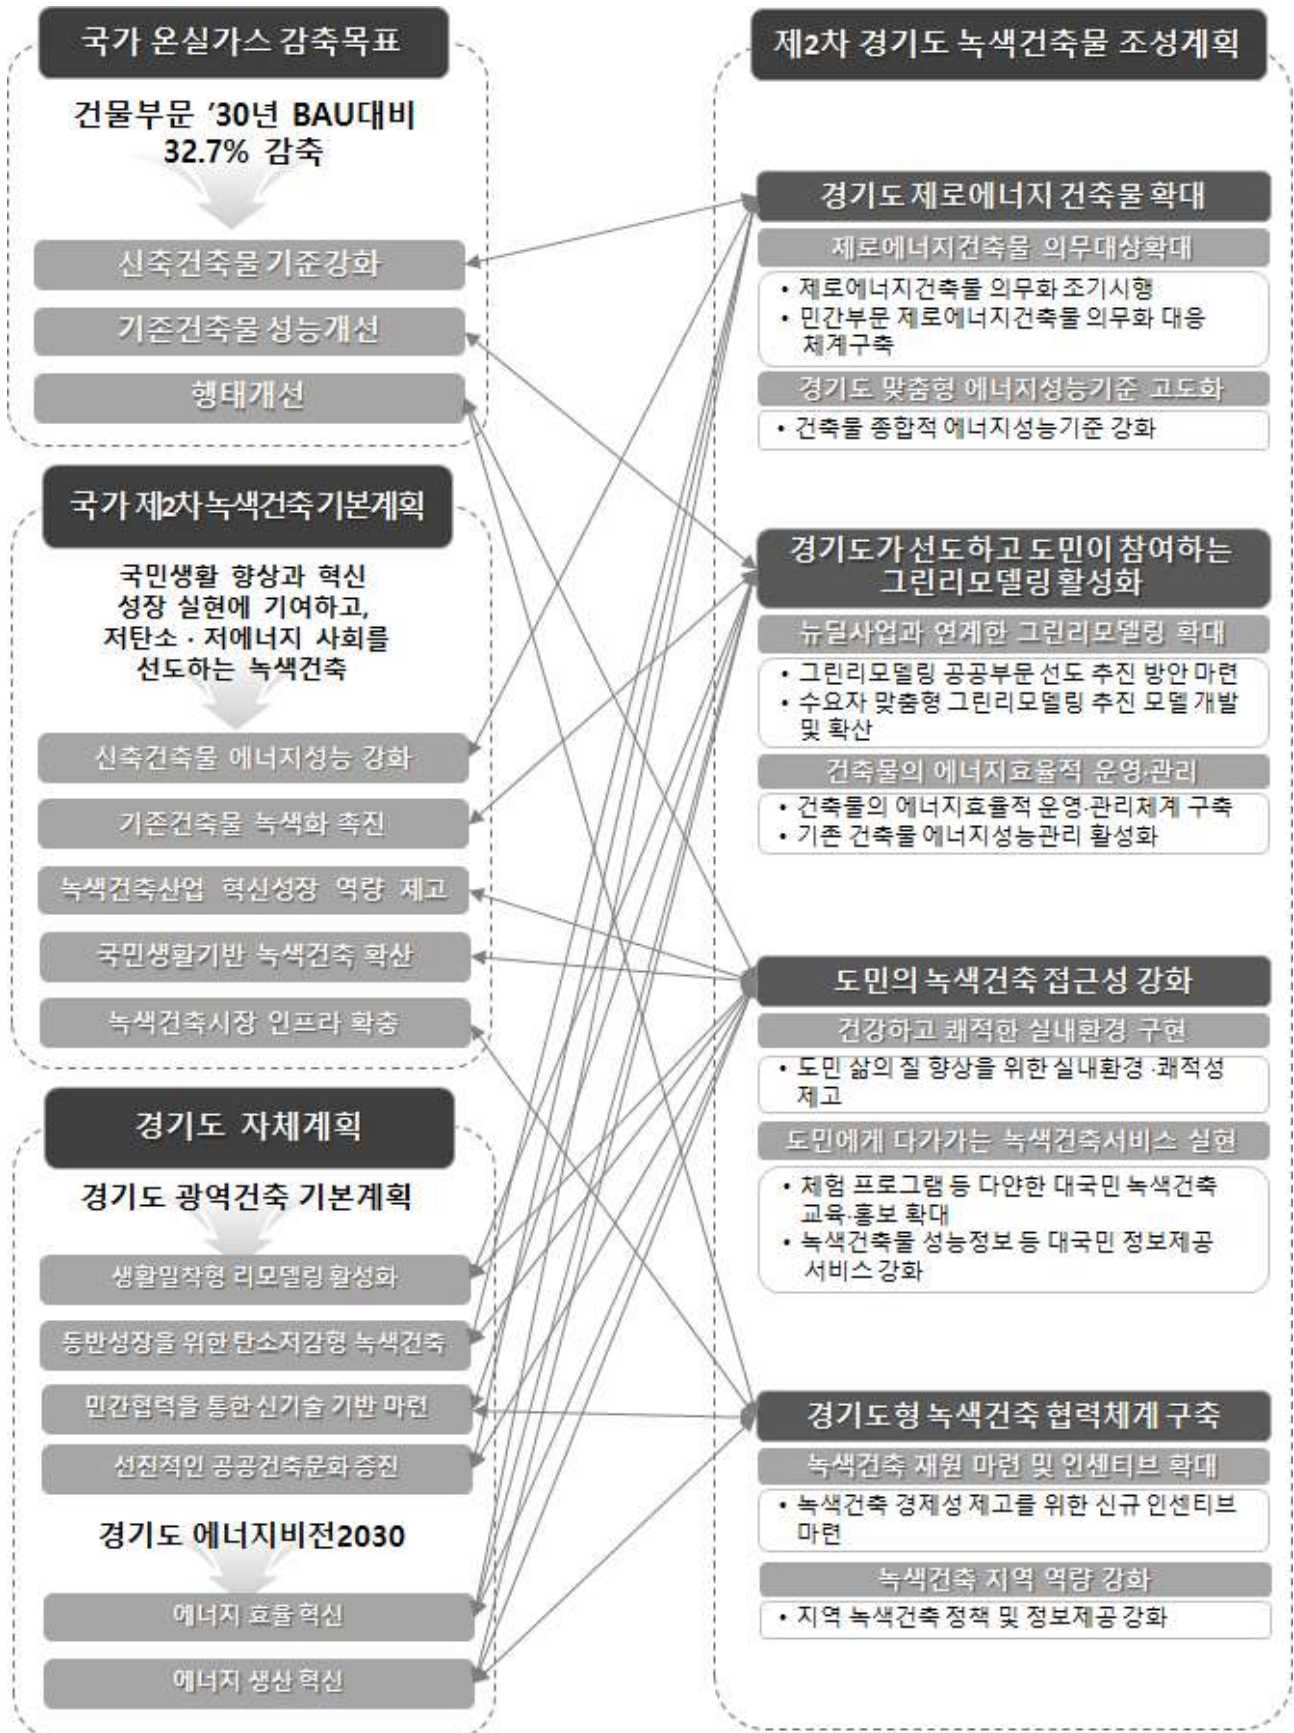 국가 온실가스 감축목표
건물부문 ’30년 BAU대비
32.7% 감축
신축건축물 기준강화
기존건축물 성능개선
행태개선
국가 제2차 녹색건축 기본계획
국민생활 향상과 혁신
성장 실현에 기여하고,
저탄소 · 저에너지 사회를
선도하는 녹색건축
신축건축물 에너지성능 강화
기존건축물 녹색화 촉진
녹색건축산업 혁신성장 역량 제고
국민생활기반 녹색건축 확산
녹색건축시장 인프라 확충
경기도 자체계획
경기도 광역건축 기본계획
생활밀착형 리모델링 활성화
동반성장을 위한 탄소저감형 녹색건축
민간협력을 통한 신기술 기반 마련
선진적인 공공건축문화 증진
경기도 에너지비전2030
에너지 효율 혁신
에너지 생산 혁신
제2차 경기도 녹색건축물 조성계획
경기도 제로에너지 건축물 확대
제로에너지건축물 의무대상확대
• 제로에너지건축물 의무화 조기시행
• 민간부문 제로에너지건축물 의무화 대응
체계구축
경기도 맞춤형 에너지성능기준 고도화
• 건축물 종합적 에너지성능기준 강화
경기도가 선도하고 도민이 참여하는
그린리모델링 활성화
뉴딜사업과 연계한 그린리모델링 확대
• 그린리모델링 공공부문 선도 추진 방안 마련
• 수요자 맞춤형 그린리모델링 추진 모델 개발
및 확산
건축물의 에너지효율적 운영·관리
• 건축물의 에너지효율적 운영·관리체계 구축
• 기존 건축물 에너지성능관리 활성화
도민의 녹색건축 접근성 강화
건강하고 쾌적한 실내환경 구현
• 도민 삶의 질 향상을 위한 실내환경 ·쾌적성
제고
도민에게 다가가는 녹색건축서비스 실현
• 체험 프로그램 등 다양한 대국민 녹색건축
교육·홍보 확대
• 녹색건축물 성능정보 등 대국민 정보제공
서비스 강화
경기도형 녹색건축 협력체계 구축
녹색건축 재원 마련 및 인센티브 확대
• 녹색건축 경제성 제고를 위한 신규 인센티브
마련
녹색건축 지역 역량 강화
• 지역 녹색건축 정책 및 정보제공 강화